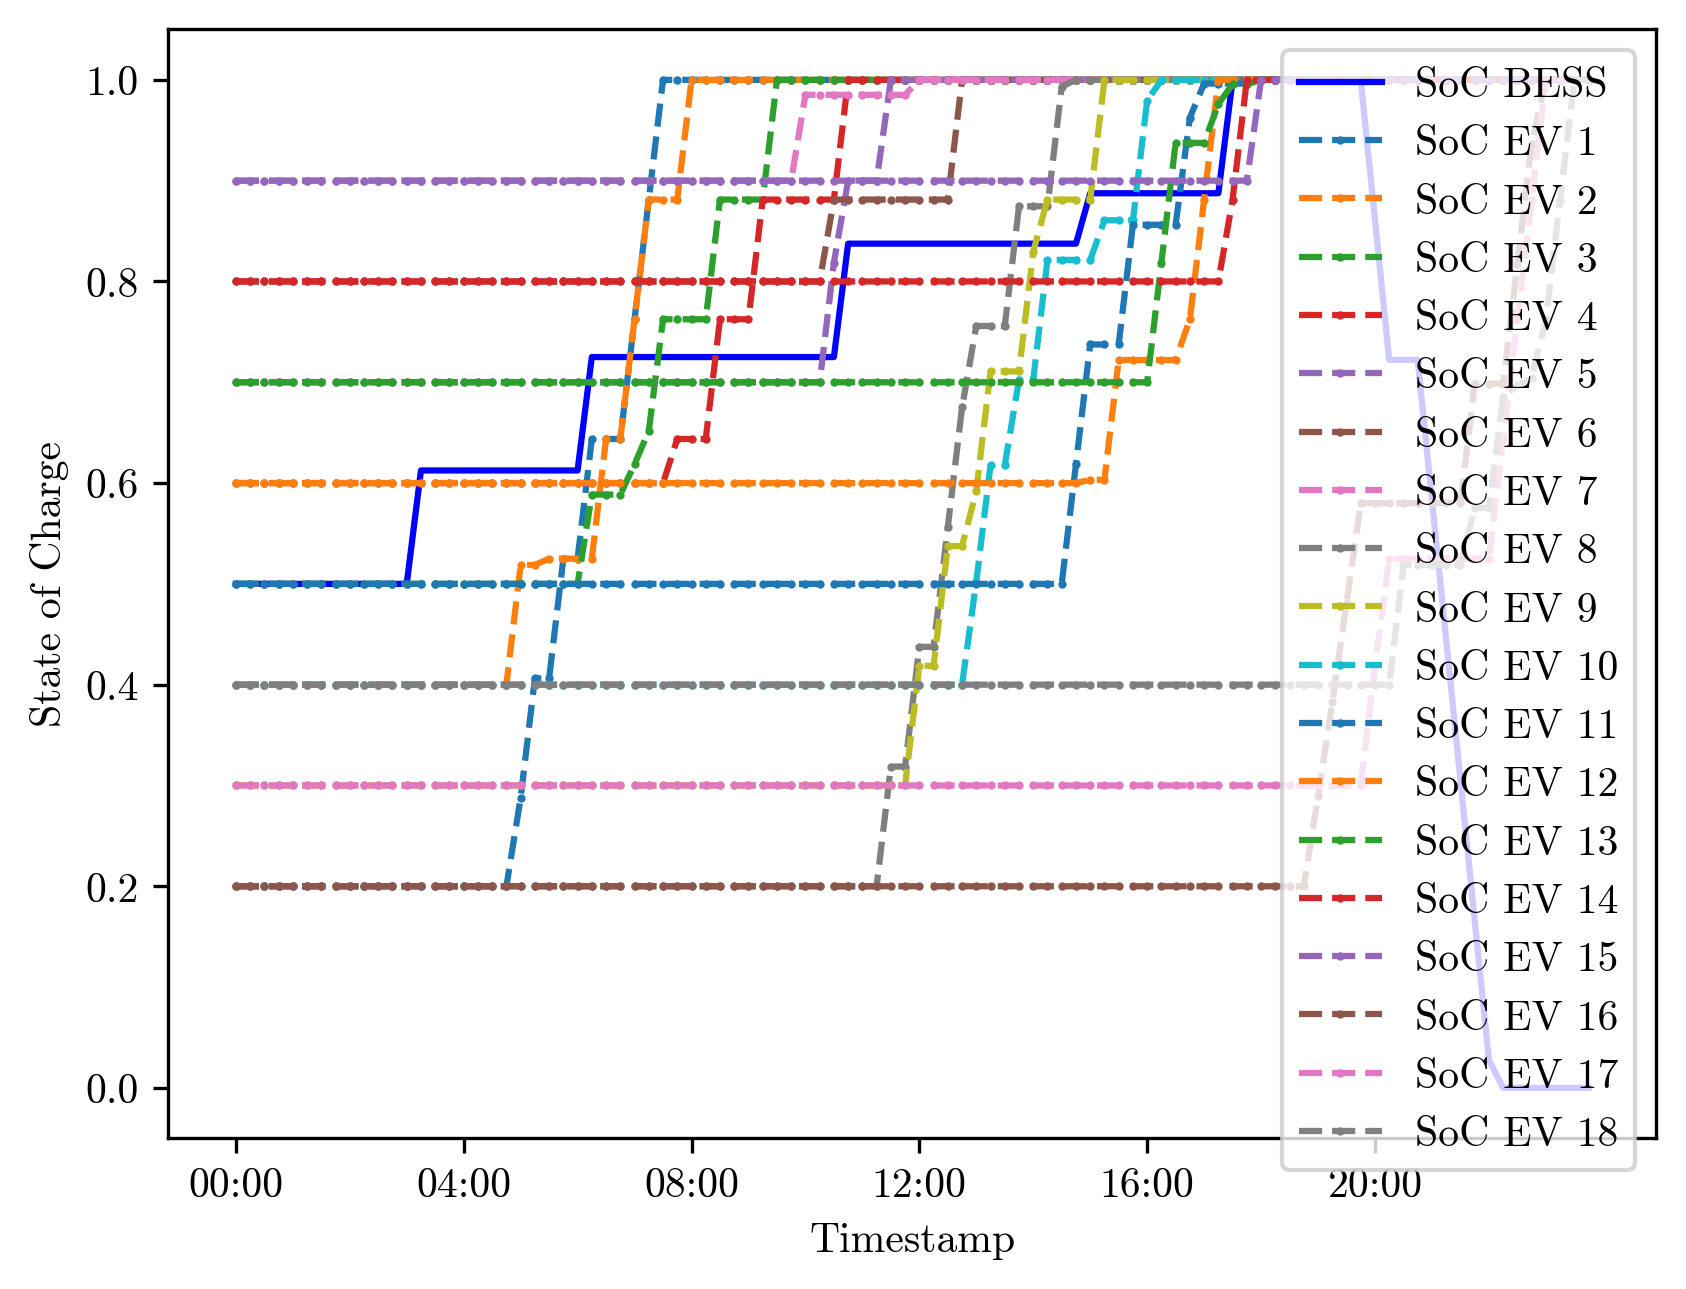 1.0
0.8
0.6
0.4
0.2
0.0
State of Charge
00:00
04:00
08:00
12:00
16:00
20:00
Timestamp
SoC BESS
SoC EV 1
SoC EV 2
SoC EV 3
SoC EV 4
SoC EV 5
SoC EV 6
SoC EV 7
SoC EV 8
SoC EV 9
SoC EV 10
SoC EV 11
SoC EV 12
SoC EV 13
SoC EV 14
SoC EV 15
SoC EV 16
SoC EV 17
SoC EV 18